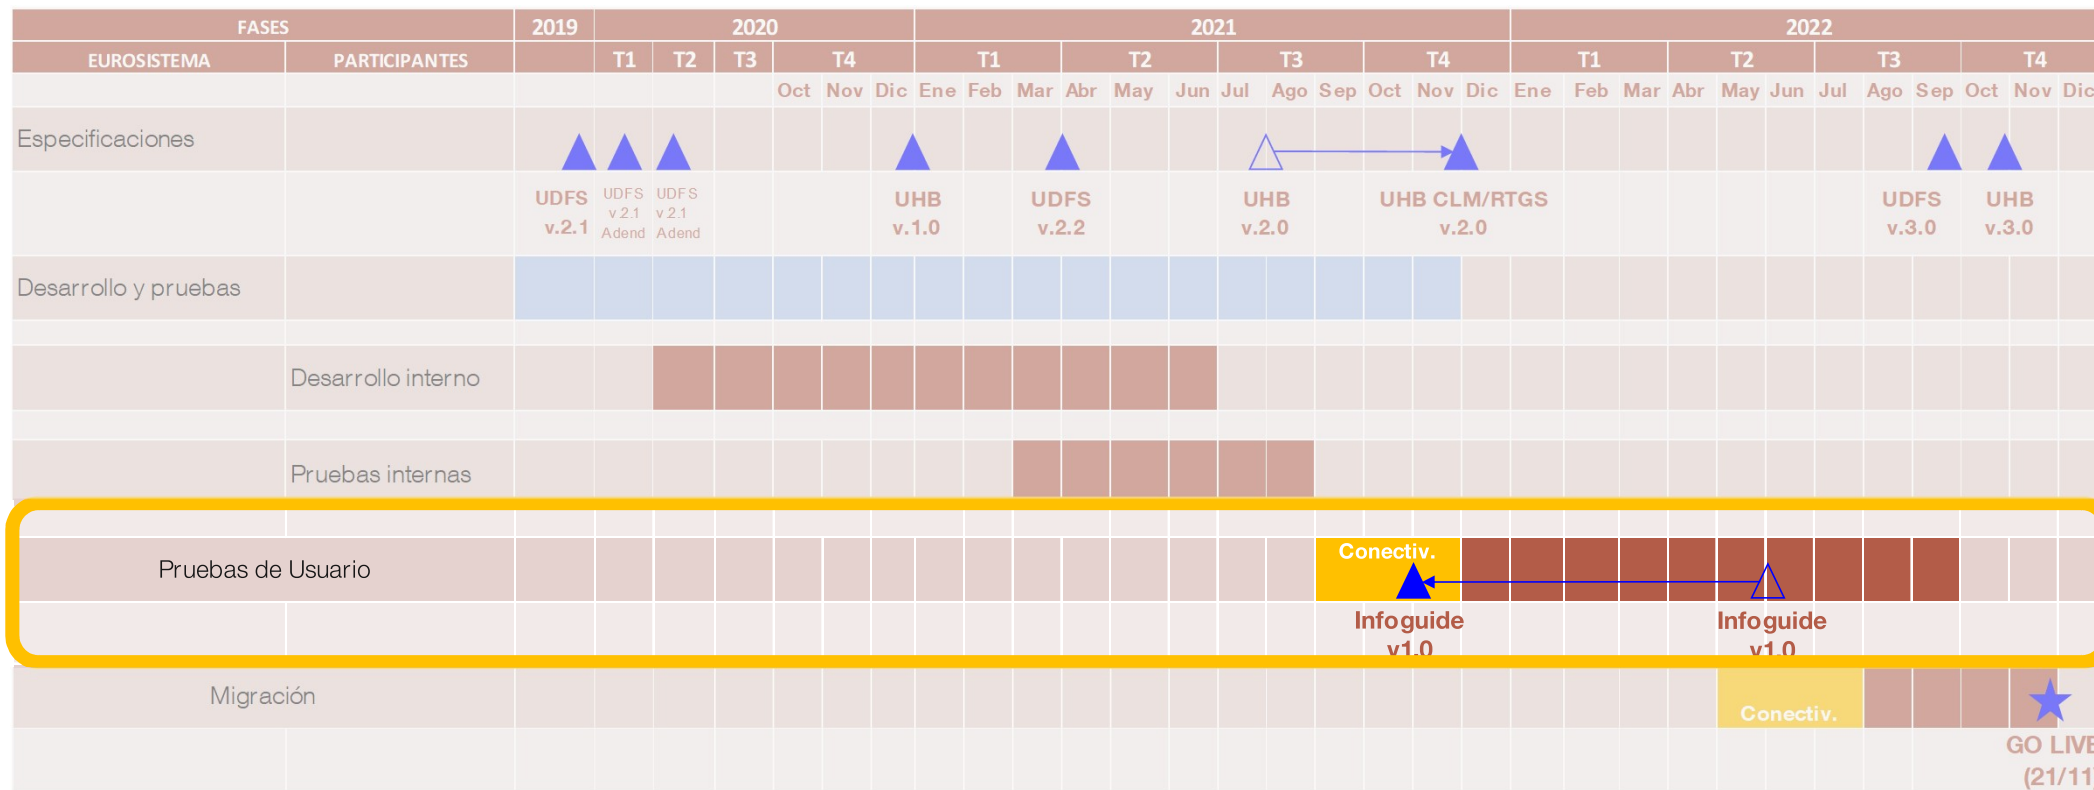 FASES 2019 2020 2021 2022
EUROSISTEMA PARTICIPANTES T1 T2 T3 T4 T1 T2 T3 T4 T1 T2 T3 T4
Oct Nov Dic Ene Feb Mar Abr May Jun Jul Ago Sep Oct Nov Dic Ene Feb Mar Abr May Jun Jul Ago Sep Oct Nov Dic
Especificaciones
UDFS UDFS UDFS UHB UDFS UHB UHB CLM/RTGS UDFS UHB
v.2.1 v.2.1 v.2.1 v.1.0 v.2.2 v.2.0 v.2.0 v.3.0 v.3.0
Adend Adend
Desarrollo y pruebas
Desarrollo interno
Pruebas internas
Conectiv.
Pruebas de Usuario
Infoguide Infoguide
v1.0 v1.0
Migración
Conectiv.
GO LIVE
(21/11)